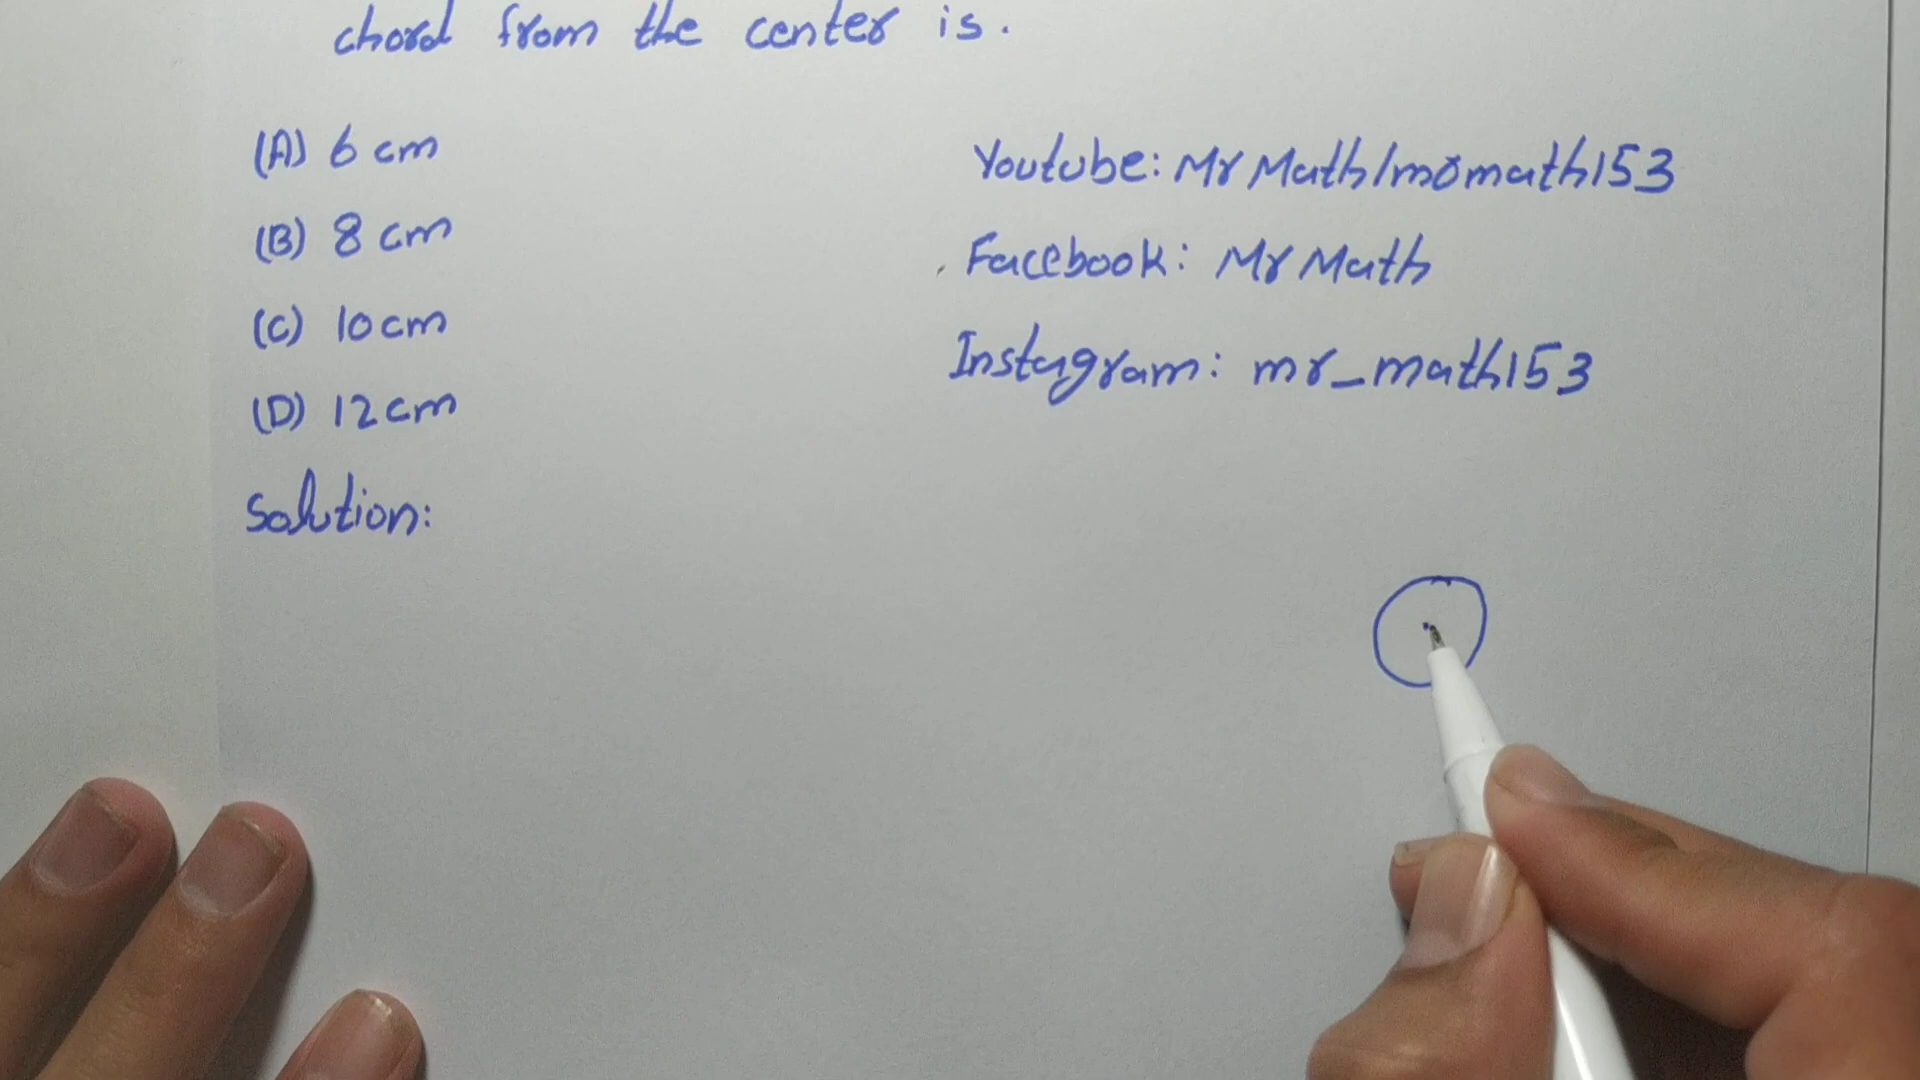 chord from the center is.
(A) 6 cm
(B) 8 cm
(C) 10 cm
(D) 12 cm
Solution:
Youtube: Mr Math/mrmath153
Facebook: Mr Math
Instagram: mr_math153